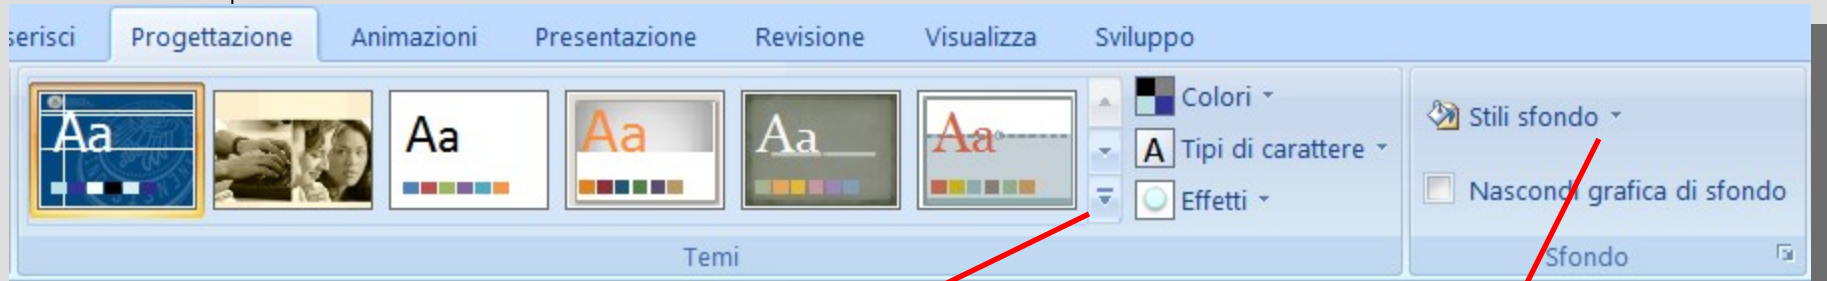 serisci Progettazione Animazioni Presentazione Revisione Visualizza Sviluppo
Aa Aa Aa Aa Aa
Colori
A Tipi di carattere
Effetti
Temi
Stili sfondo
Nascondi grafica di sfondo
Sfondo